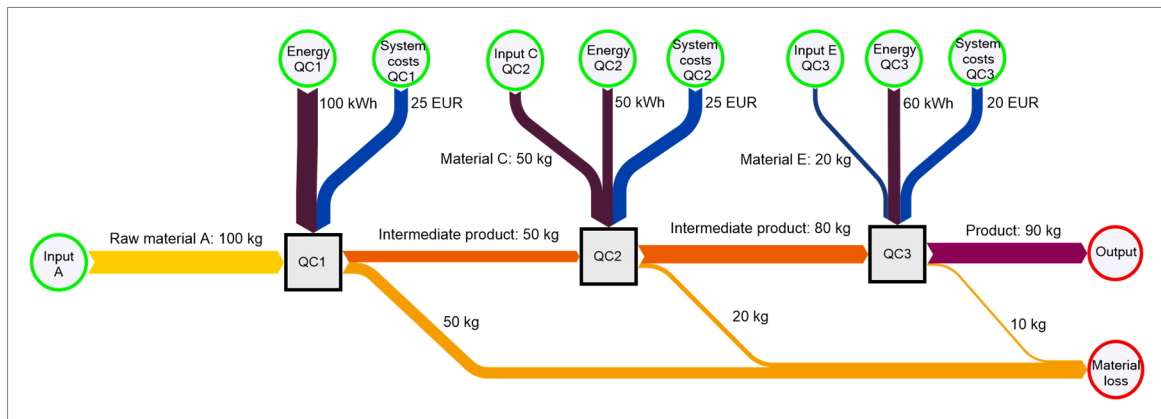 Energy
QC1
System
costs
QC1
Input C
QC2
Energy
QC2
System
costs
QC2
Input E
QC3
Energy
QC3
System
costs
QC3
100 kWh
25 EUR
50 kWh
25 EUR
60 kWh
20 EUR
Material C: 50 kg
Material E: 20 kg
Raw material A: 100 kg
Intermediate product: 50 kg
Intermediate product: 80 kg
Product: 90 kg
Input
A
QC1
QC2
QC3
Output
50 kg
20 kg
10 kg
Material
loss